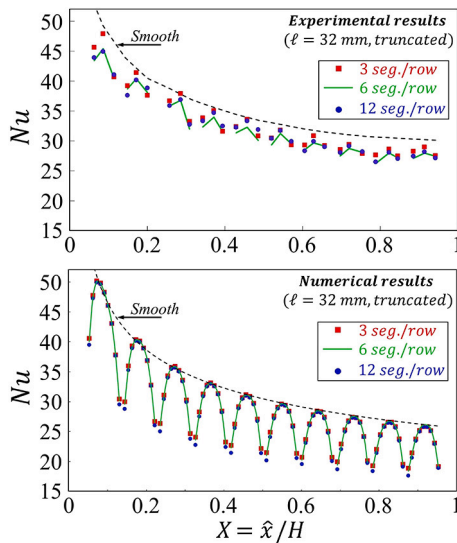 Experimental results
(ℓ = 32 mm, truncated)
Smooth
3 seg./row
6 seg./row
12 seg./row
Nu
50
45
40
35
30
25
20
15
0
0.2
0.4
0.6
0.8
1
Numerical results
(ℓ = 32 mm, truncated)
Smooth
3 seg./row
6 seg./row
12 seg./row
Nu
50
45
40
35
30
25
20
15
0
0.2
0.4
0.6
0.8
1
X = x̂/H